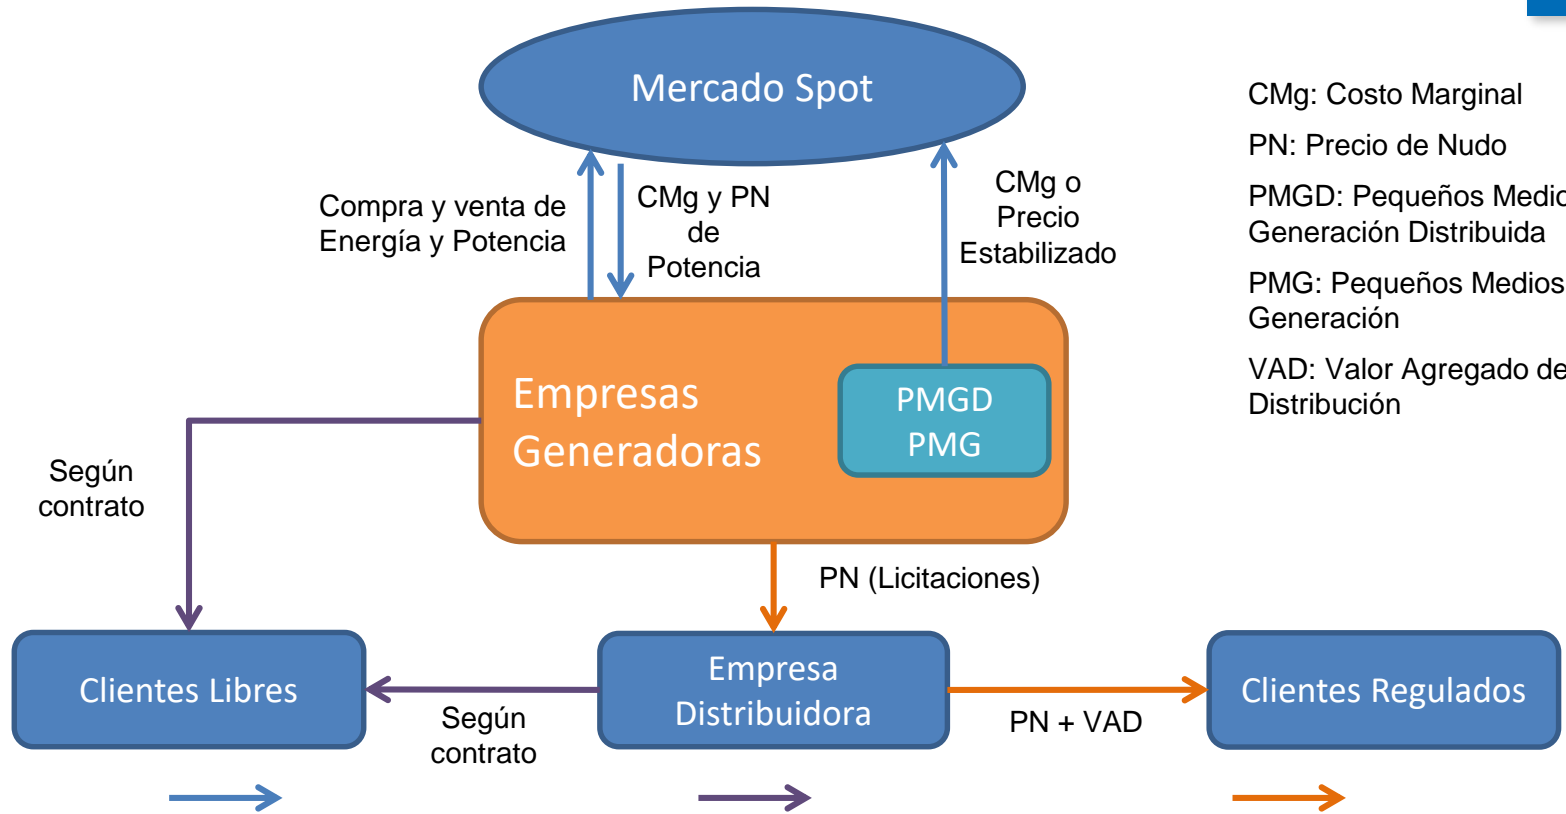 Mercado Spot
Compra y venta de
Energía y Potencia
CMg y PN
de
Potencia
CMg o
Precio
Estabilizado
CMg: Costo Marginal
PN: Precio de Nudo
PMGD: Pequeños Medio
Generación Distribuida
PMG: Pequeños Medios
Generación
VAD: Valor Agregado de
Distribución
Empresas
Generadoras
PMGD
PMG
Según
contrato
PN (Licitaciones)
Clientes Libres
Según
contrato
Empresa
Distribuidora
PN + VAD
Clientes Regulados